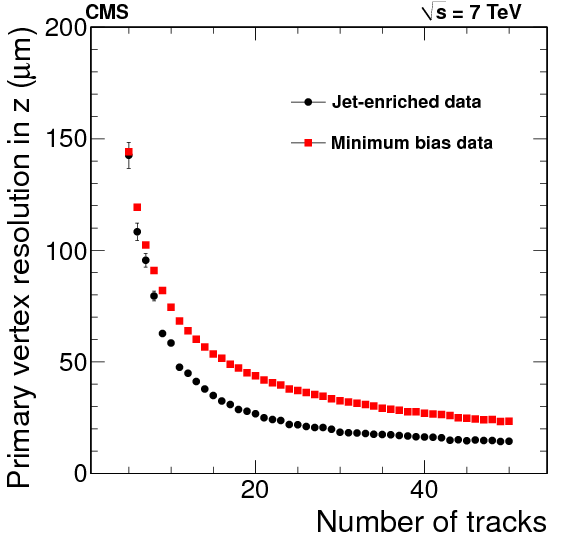 CMS
√s = 7 TeV
Primary vertex resolution in z (μm)
200
150
100
50
0
Jet-enriched data
Minimum bias data
20
40
Number of tracks